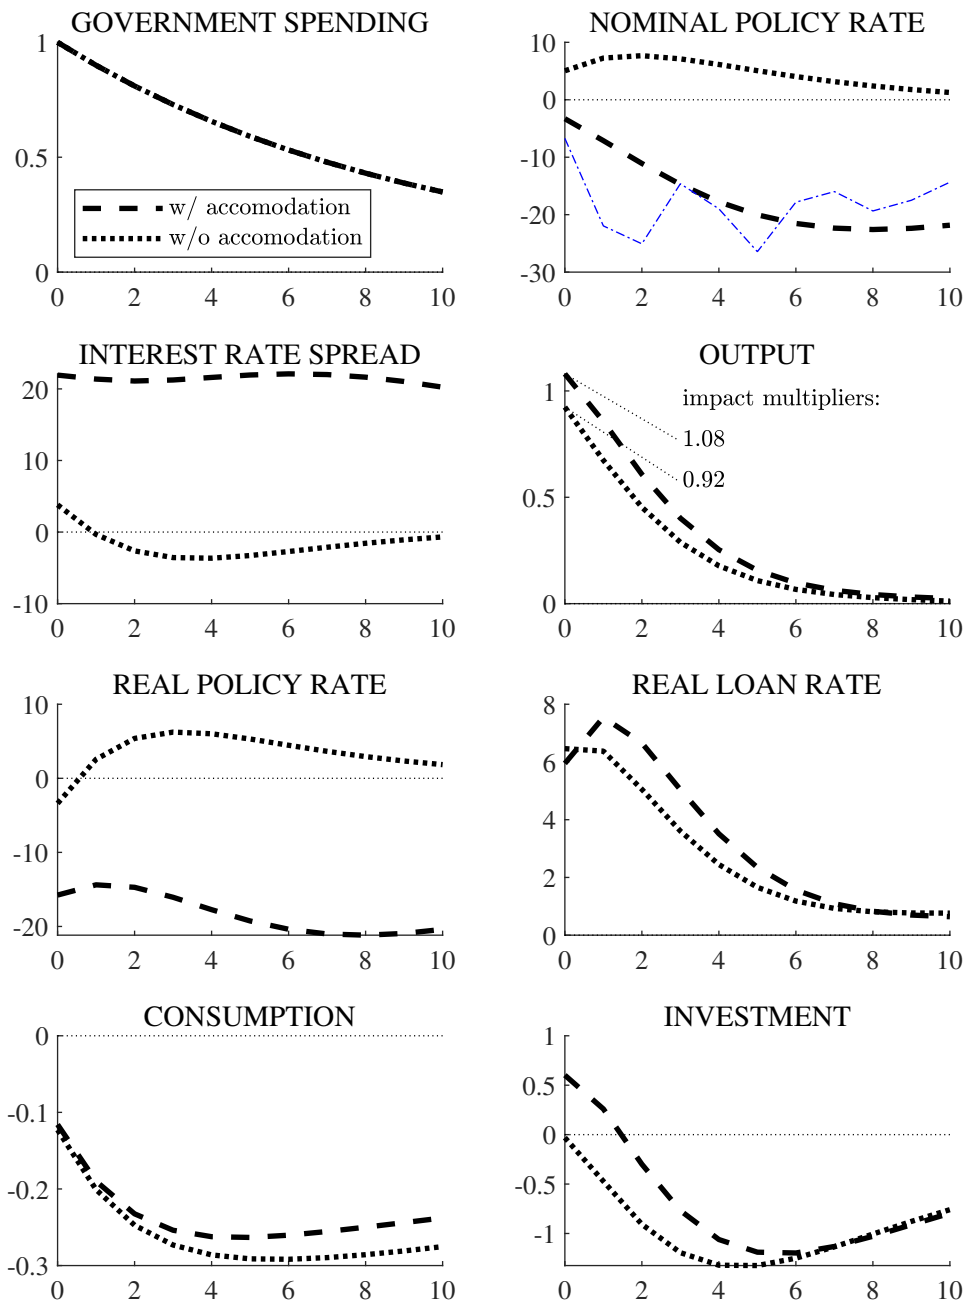 GOVERNMENT SPENDING
1
0.5
0
w/ accomodation
w/o accomodation
0 2 4 6 8 10
NOMINAL POLICY RATE
10
0
-10
-20
-30
0 2 4 6 8 10
INTEREST RATE SPREAD
20
10
0
-10
0 2 4 6 8 10
OUTPUT
1
0.5
0
impact multipliers:
1.08
0.92
0 2 4 6 8 10
REAL POLICY RATE
10
0
-10
-20
0 2 4 6 8 10
REAL LOAN RATE
8
6
4
2
0
0 2 4 6 8 10
CONSUMPTION
0
-0.1
-0.2
-0.3
0 2 4 6 8 10
INVESTMENT
1
0.5
0
-0.5
-1
0 2 4 6 8 10